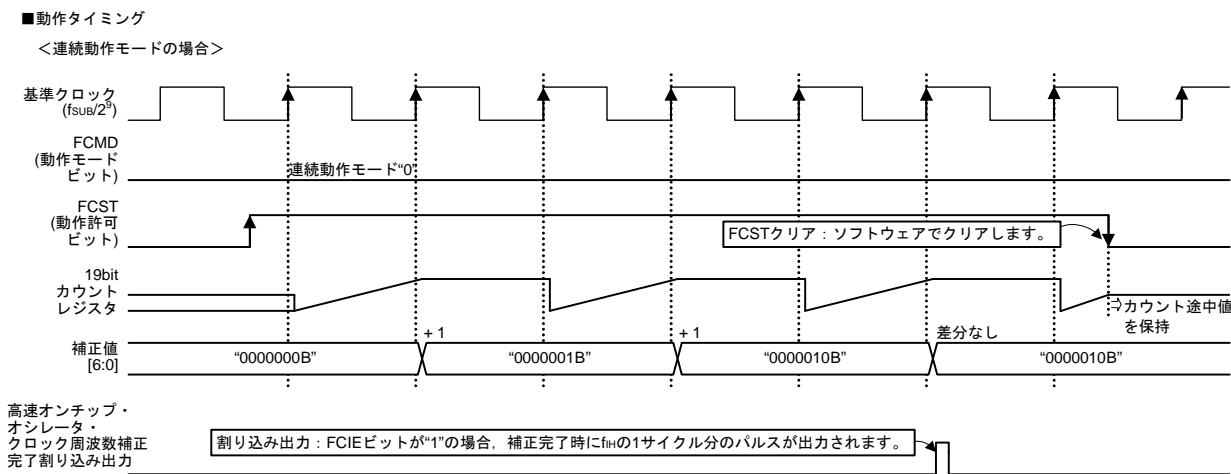 ■動作タイミング
＜連続動作モードの場合＞
基準クロック
(fSUB/2⁹)
FCMD
(動作モード
ビット)
連続動作モード“0”
FCST
(動作許可
ビット)
FCSTクリア：ソフトウェアでクリアします。
19bit
カウント
レジスタ
⇒カウント途中値
を保持
+ 1
+ 1
差分なし
補正値
[6:0]
“0000000B”
“0000001B”
“0000010B”
“0000010B”
高速オンチップ・
オシレータ・
クロック周波数補正
完了割り込み出力
割り込み出力：FCIEビットが“1”の場合，補正完了時にfIHの1サイクル分のパルスが出力されます。